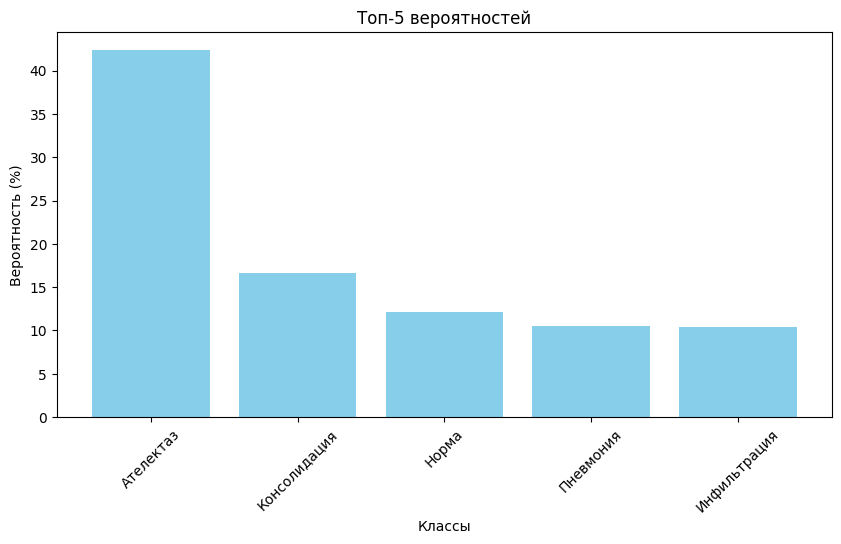 Топ-5 вероятностей
Вероятность (%)
40
35
30
25
20
15
10
5
0
Ателектаз
Консолидация
Норма
Пневмония
Инфильтрация
Классы